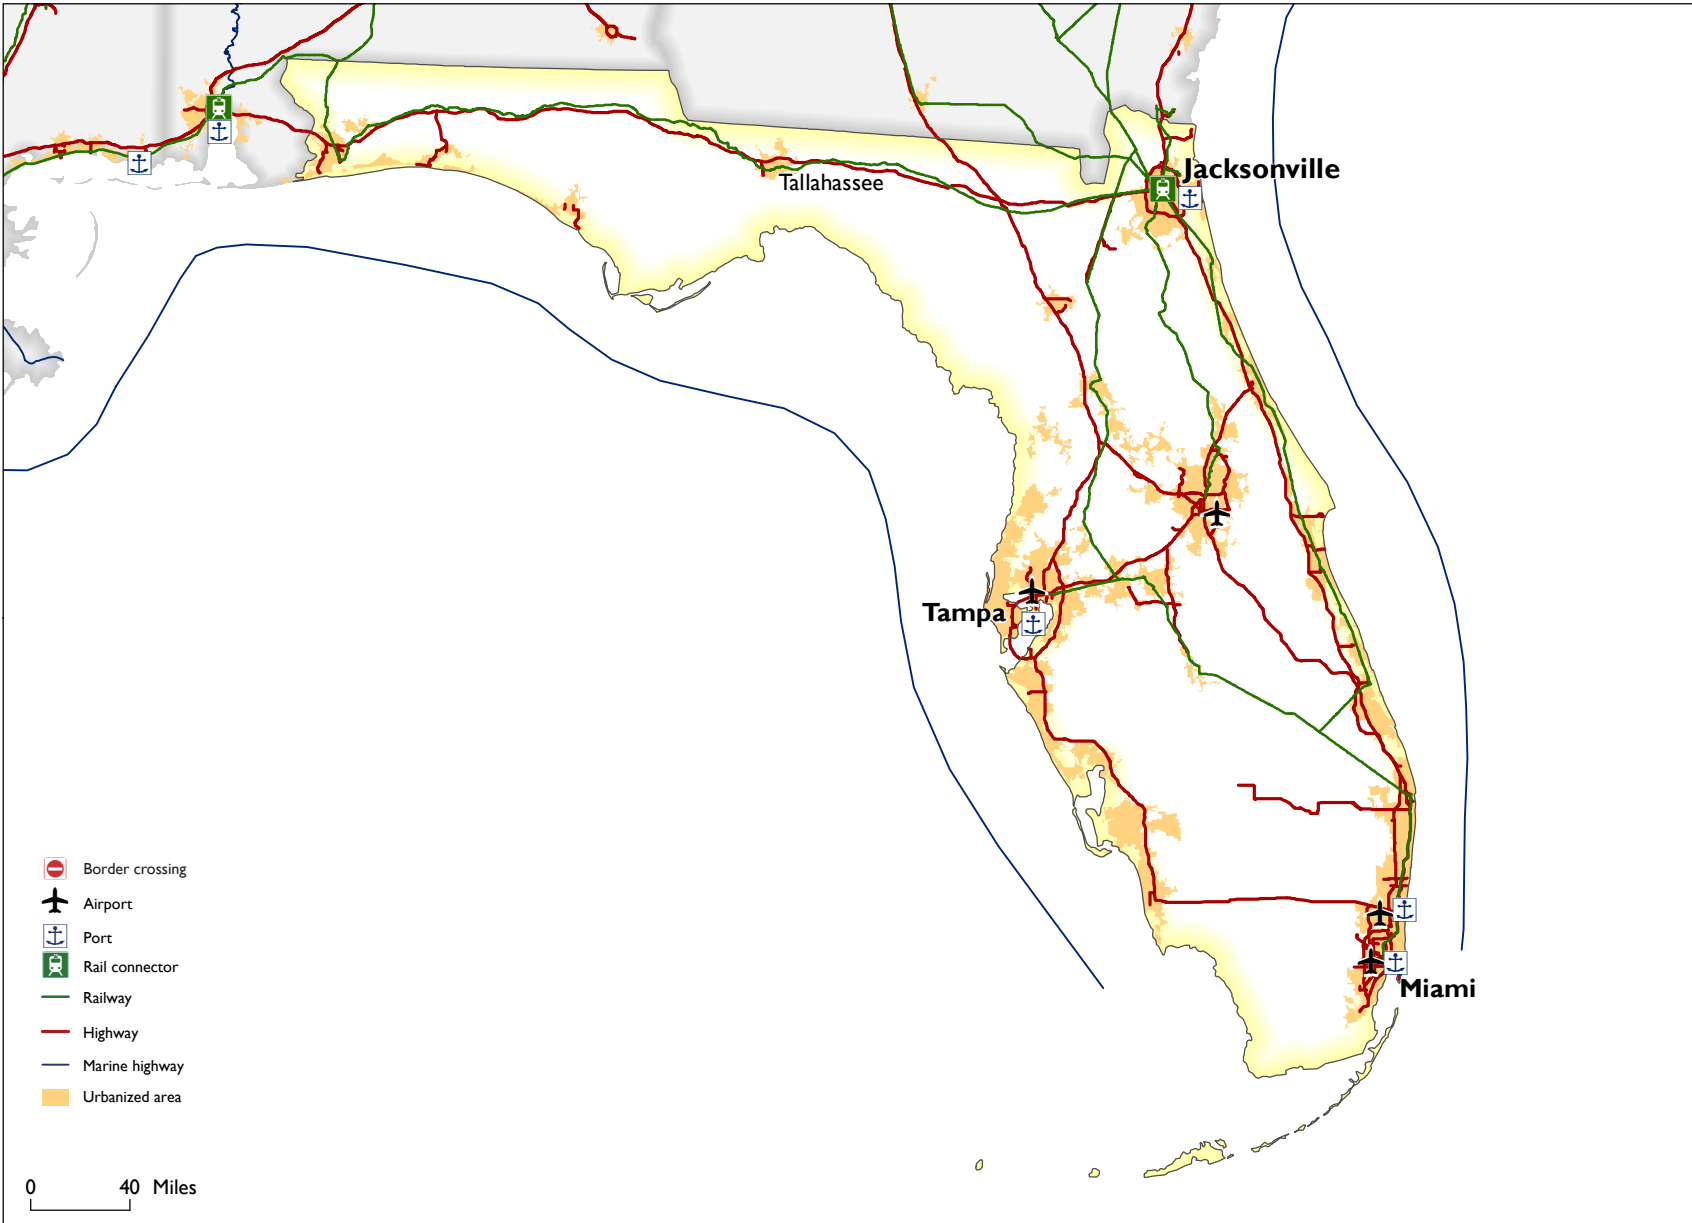 Jacksonville
Tallahassee
Tampa
Miami
Border crossing
Airport
Port
Rail connector
Railway
Highway
Marine highway
Urbanized area
0 40 Miles